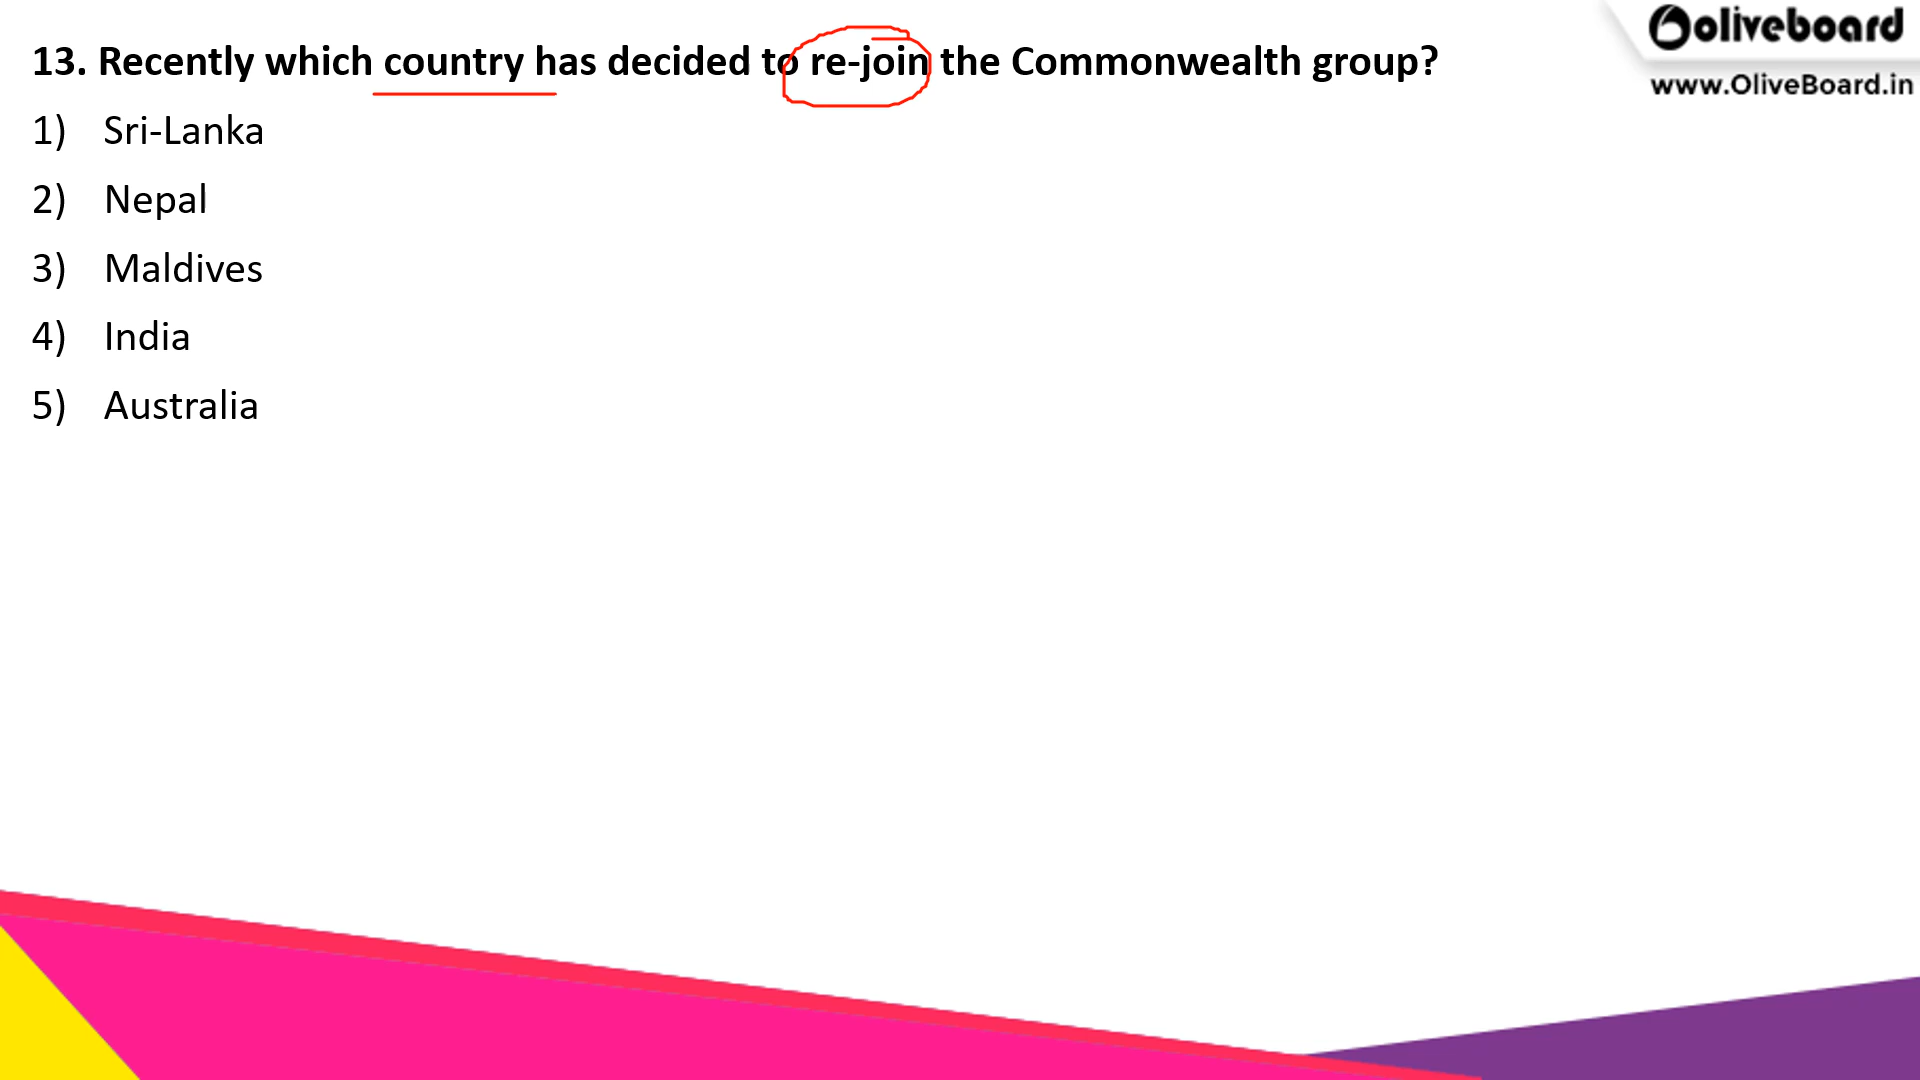 13. Recently which country has decided to re-join the Commonwealth group?
1) Sri-Lanka
2) Nepal
3) Maldives
4) India
5) Australia
oliveboard
www.OliveBoard.in